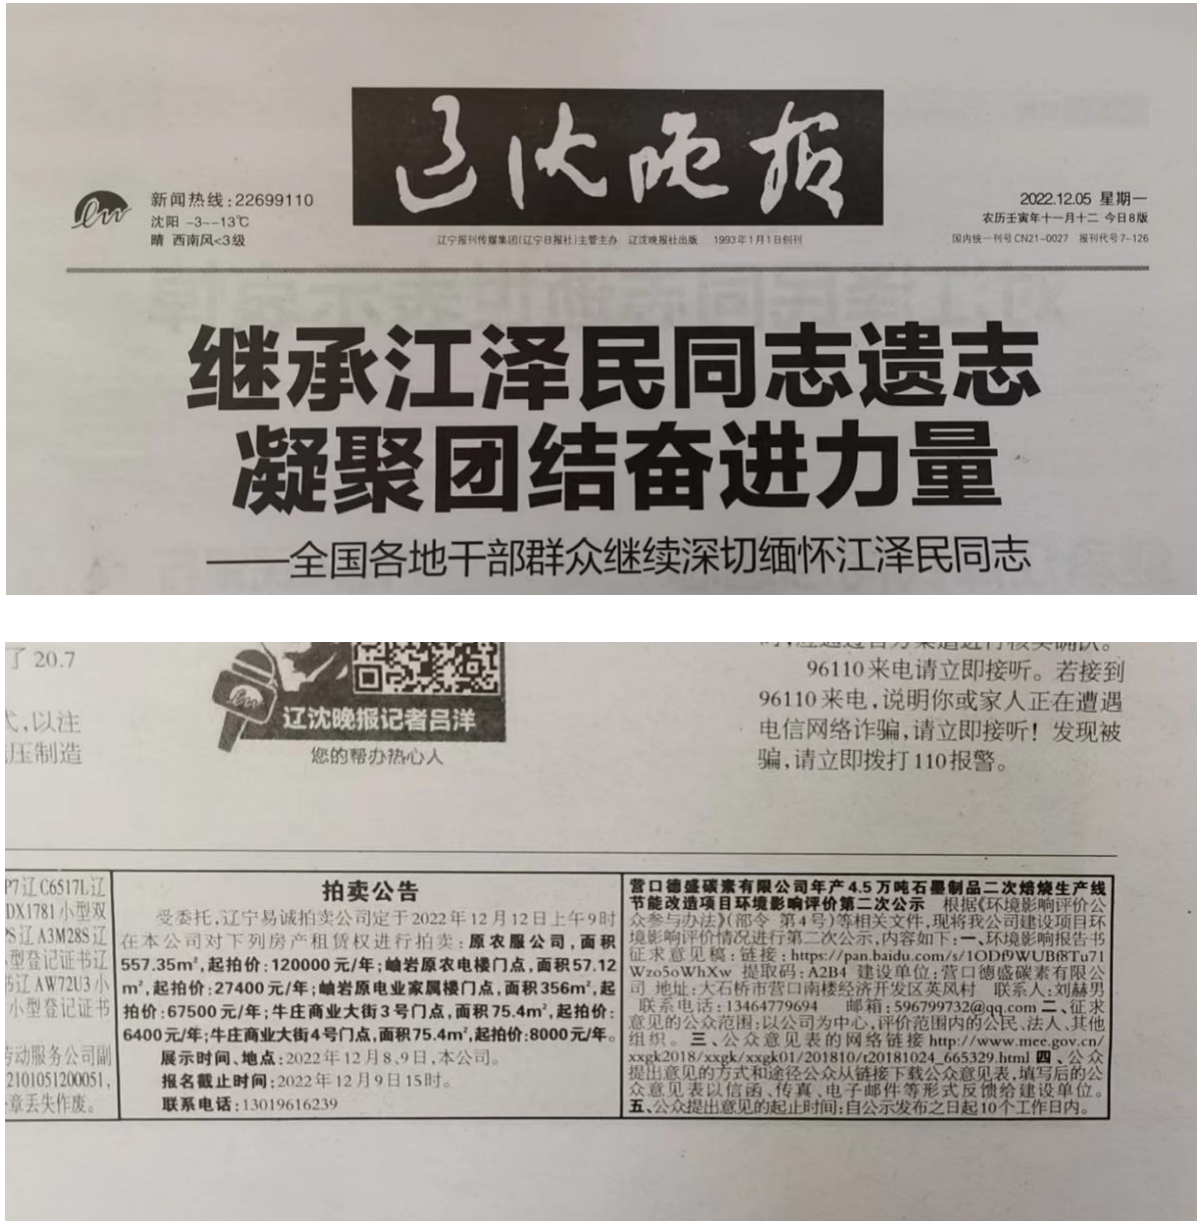 辽沈晚报
新闻热线:22699110
沈阳 -3--13℃
晴 西南风<3级
2022.12.05 星期一
农历壬寅年十一月十二 今日8版
国内统一刊号CN21-0027 报刊代号7-126
辽宁报刊传媒集团(辽宁日报社)主管主办 辽沈晚报社出版 1993年1月1日创刊
继承江泽民同志遗志
凝聚团结奋进力量
——全国各地干部群众继续深切缅怀江泽民同志
了 20.7
式,以注
压制造
辽沈晚报记者吕洋
您的帮办热心人
96110来电请立即接听。若接到
96110来电,说明你或家人正在遭遇
电信网络诈骗,请立即接听!发现被
骗,请立即拨打110报警。
P7辽C6517L辽
DX1781小型双
PS辽A3M28S辽
小型登记证书辽
书辽AW72U3小
小型登记证书
劳动服务公司副
2101051200051,
章丢失作废。
拍卖公告
受委托,辽宁易诚拍卖公司定于2022年12月12日上午9时
在本公司对下列房产租赁权进行拍卖:原农服公司,面积
557.35m²,起拍价:120000元/年;岫岩原农电楼门点,面积57.12
m²,起拍价:27400元/年;岫岩原电业家属楼门点,面积356m²,起
拍价:67500元/年;牛庄商业大街3号门点,面积75.4m²,起拍价:
6400元/年;牛庄商业大街4号门点,面积75.4m²,起拍价:8000元/年。
展示时间、地点:2022年12月8、9日,本公司。
报名截止时间:2022年12月9日15时。
联系电话:13019616239
营口德盛碳素有限公司年产4.5万吨石墨制品二次焙烧生产线
节能改造项目环境影响评价第二次公示 根据《环境影响评价公
众参与办法》(部令 第4号)等相关文件,现将我公司建设项目环
境影响评价情况进行第二次公示,内容如下:一、环境影响报告书
征求意见稿:链接:https://pan.baidu.com/s/1ODf9WUBf8Tu71
Wzo5oWhXw 提取码:A2B4 建设单位:营口德盛碳素有限公
司 地址:大石桥市营口南楼经济开发区英风村 联系人:刘赫男
联系电话:13464779694 邮箱:596799732@qq.com 二、征求
意见的公众范围:以公司为中心,评价范围内的公民、法人、其他
组织。三、公众意见表的网络链接http://www.mee.gov.cn/
xxgk2018/xxgk/xxgk01/201810/t20181024_665329.html 四、公众
提出意见的方式和途径公众从链接下载公众意见表,填写后的公
众意见表以信函、传真、电子邮件等形式反馈给建设单位。
五、公众提出意见的起止时间:自公示发布之日起10个工作日内。